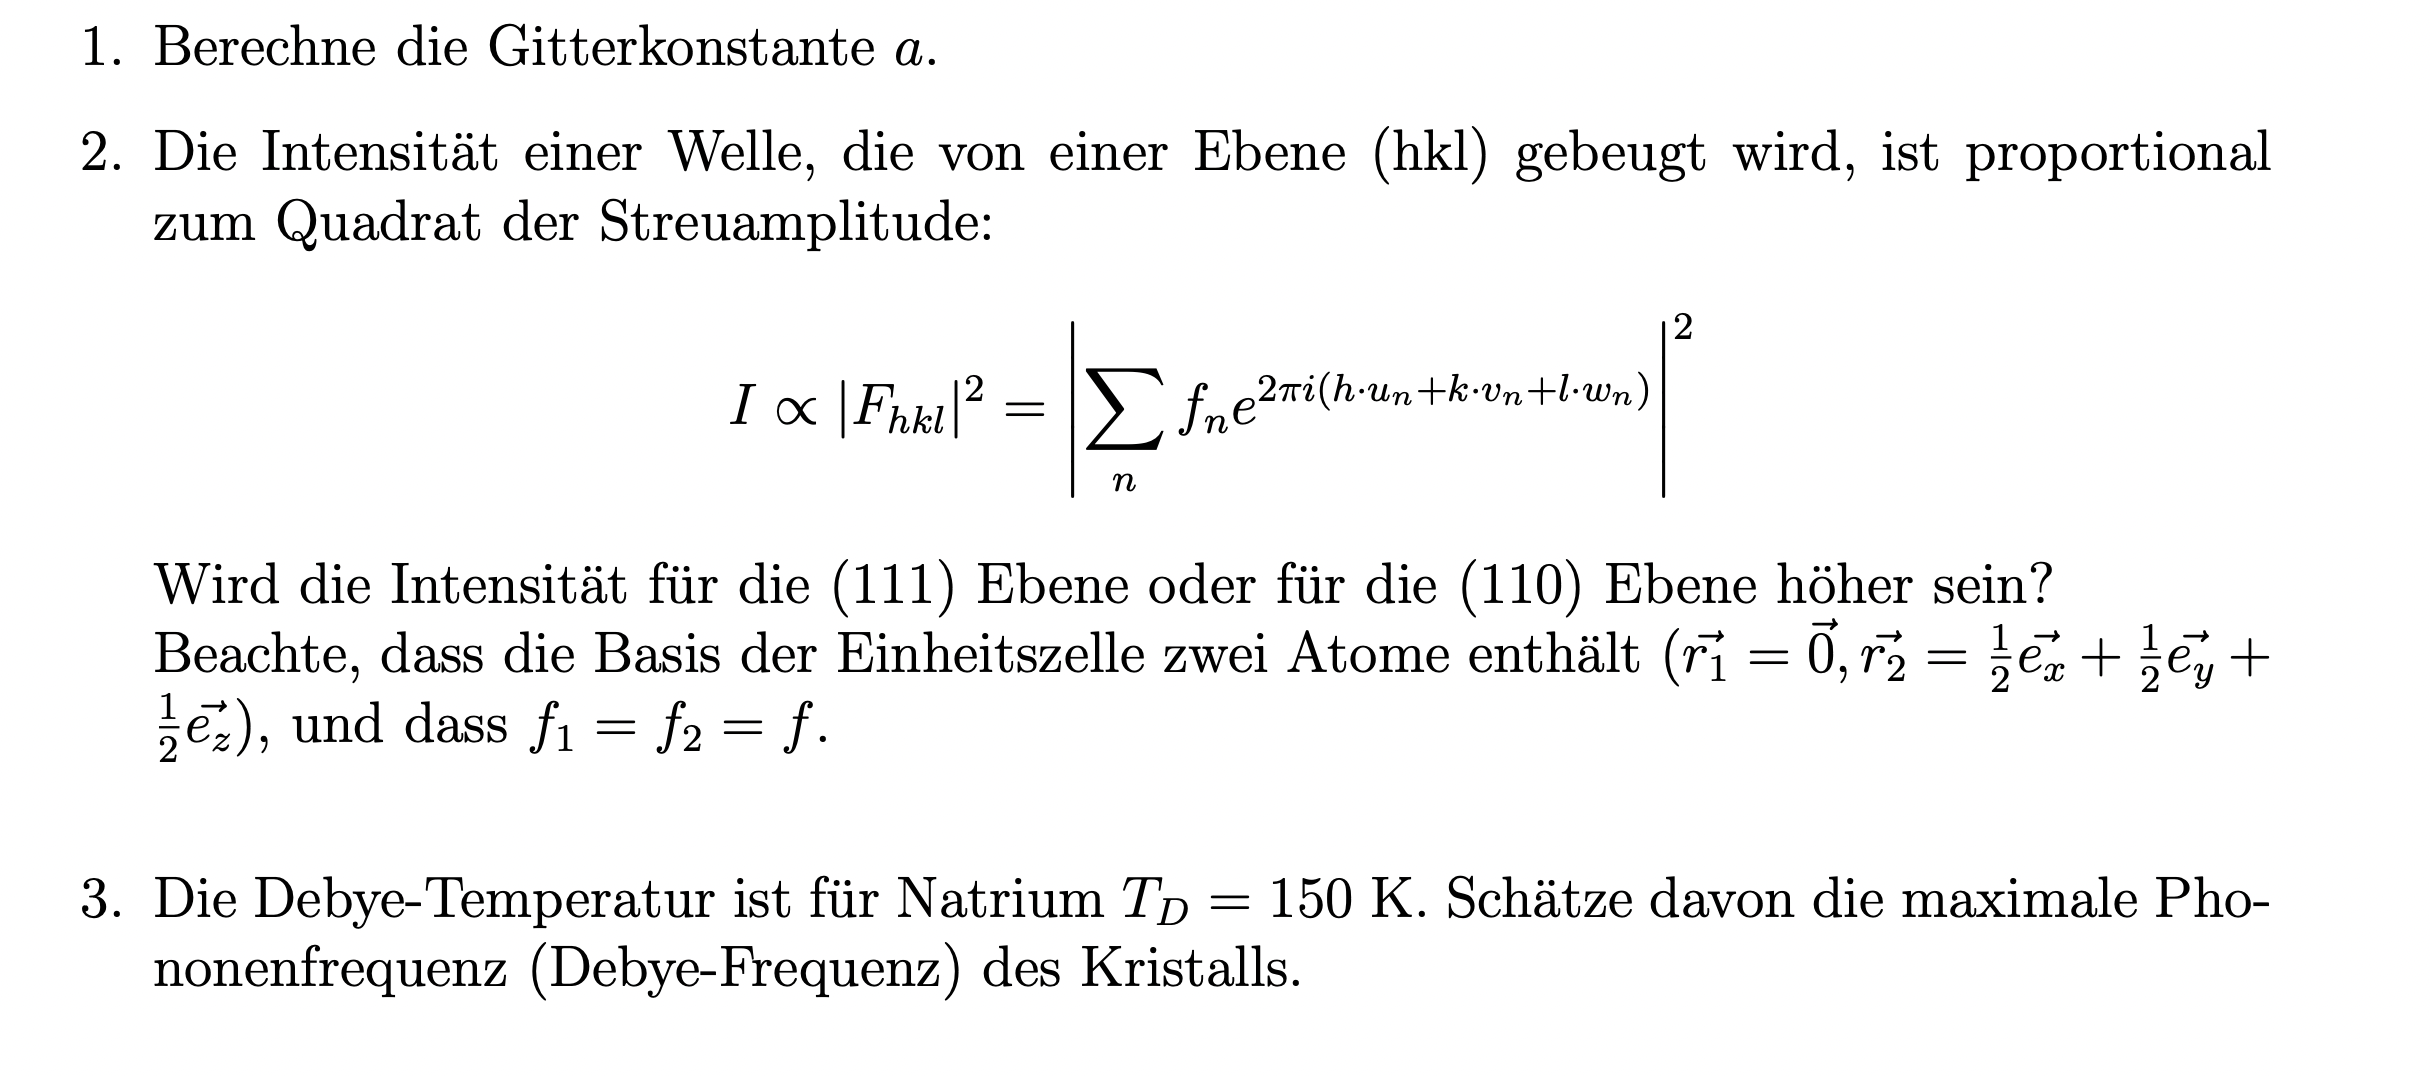 1. Berechne die Gitterkonstante a.
2. Die Intensität einer Welle, die von einer Ebene (hkl) gebeugt wird, ist proportional
zum Quadrat der Streuamplitude:
$I \propto |F_{hkl}|^2 = \left| \sum_n f_n e^{2\pi i(h \cdot u_n + k \cdot v_n + l \cdot w_n)} \right|^2$
Wird die Intensität für die (111) Ebene oder für die (110) Ebene höher sein?
Beachte, dass die Basis der Einheitszelle zwei Atome enthält ($\vec{r_1} = \vec{0}, \vec{r_2} = \frac{1}{2}\vec{e_x} + \frac{1}{2}\vec{e_y} +$
$\frac{1}{2}\vec{e_z}$), und dass $f_1 = f_2 = f$.
3. Die Debye-Temperatur ist für Natrium $T_D = 150$ K. Schätze davon die maximale Pho-
nonenfrequenz (Debye-Frequenz) des Kristalls.